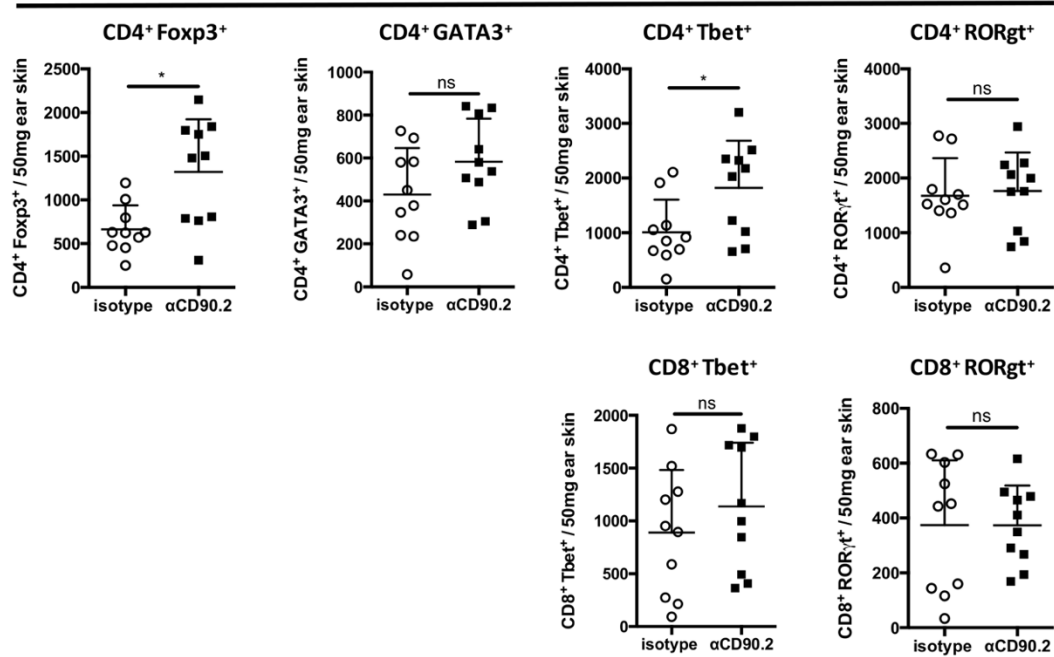 CD4⁺ Foxp3⁺
CD4⁺ Foxp3⁺ / 50mg ear skin
2500
2000
1500
1000
500
0
*
isotype αCD90.2
CD4⁺ GATA3⁺
CD4⁺ GATA3⁺ / 50mg ear skin
1000
800
600
400
200
0
ns
isotype αCD90.2
CD4⁺ Tbet⁺
CD4⁺ Tbet⁺ / 50mg ear skin
4000
3000
2000
1000
0
*
isotype αCD90.2
CD4⁺ RORgt⁺
CD4⁺ RORγt⁺ / 50mg ear skin
4000
3000
2000
1000
0
ns
isotype αCD90.2
CD8⁺ Tbet⁺
CD8⁺ Tbet⁺ / 50mg ear skin
2000
1500
1000
500
0
ns
isotype αCD90.2
CD8⁺ RORgt⁺
CD8⁺ RORγt⁺ / 50mg ear skin
800
600
400
200
0
ns
isotype αCD90.2